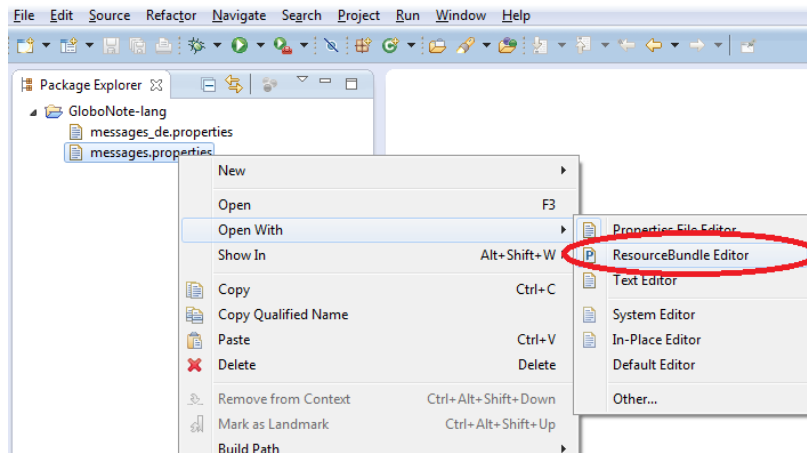 File Edit Source Refactor Navigate Search Project Run Window Help
Package Explorer
GloboNote-lang
messages_de.properties
messages.properties
New
Open F3
Open With
Show In Alt+Shift+W
Copy Ctrl+C
Copy Qualified Name
Paste Ctrl+V
Delete Delete
Remove from Context Ctrl+Alt+Shift+Down
Mark as Landmark Ctrl+Alt+Shift+Up
Build Path
Properties File Editor
ResourceBundle Editor
Text Editor
System Editor
In-Place Editor
Default Editor
Other...